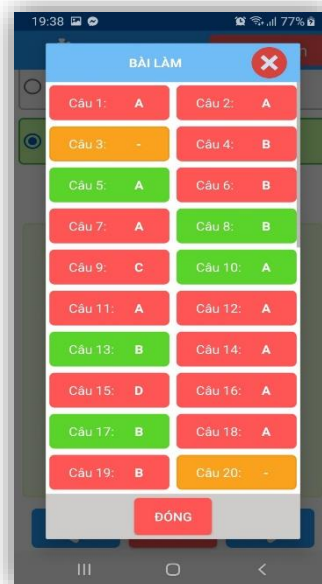 19:38 77%
BÀI LÀM
Câu 1: A Câu 2: A
Câu 3: - Câu 4: B
Câu 5: A Câu 6: B
Câu 7: A Câu 8: B
Câu 9: C Câu 10: A
Câu 11: A Câu 12: A
Câu 13: B Câu 14: A
Câu 15: D Câu 16: A
Câu 17: B Câu 18: A
Câu 19: B Câu 20: -
ĐÓNG